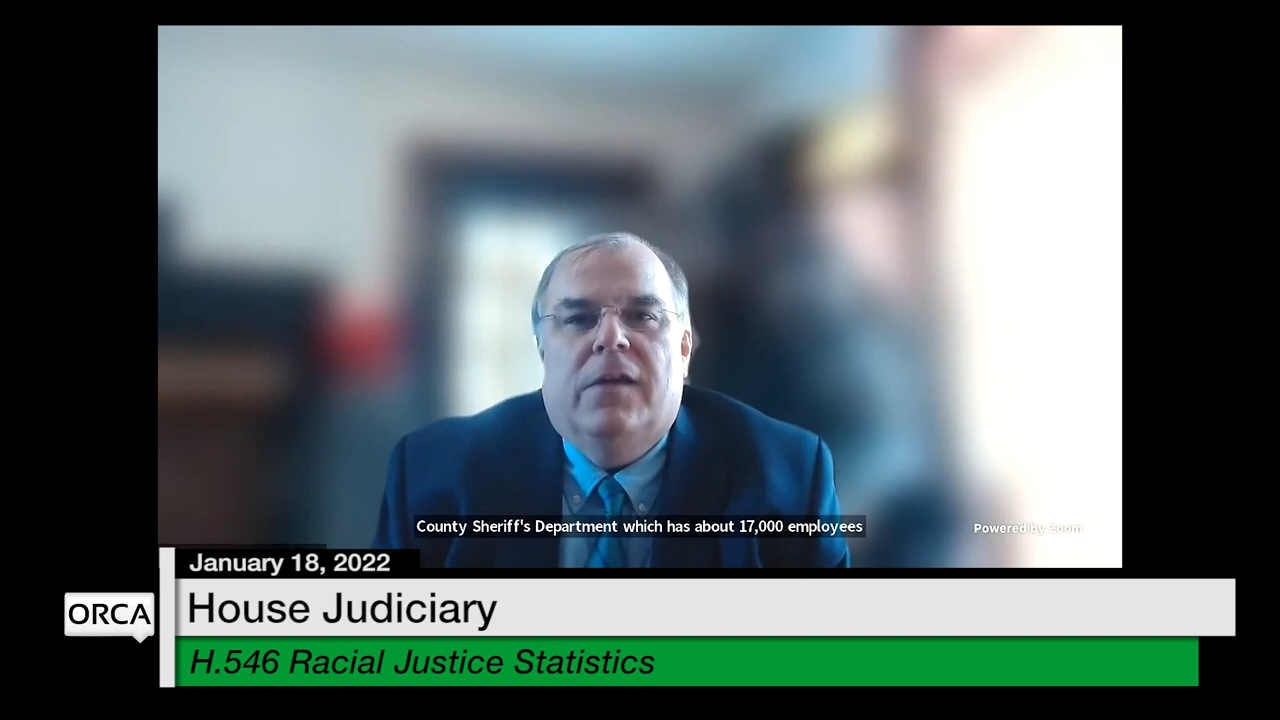 County Sheriff's Department which has about 17,000 employees
Powered by Zoom
January 18, 2022
ORCA
House Judiciary
H.546 Racial Justice Statistics